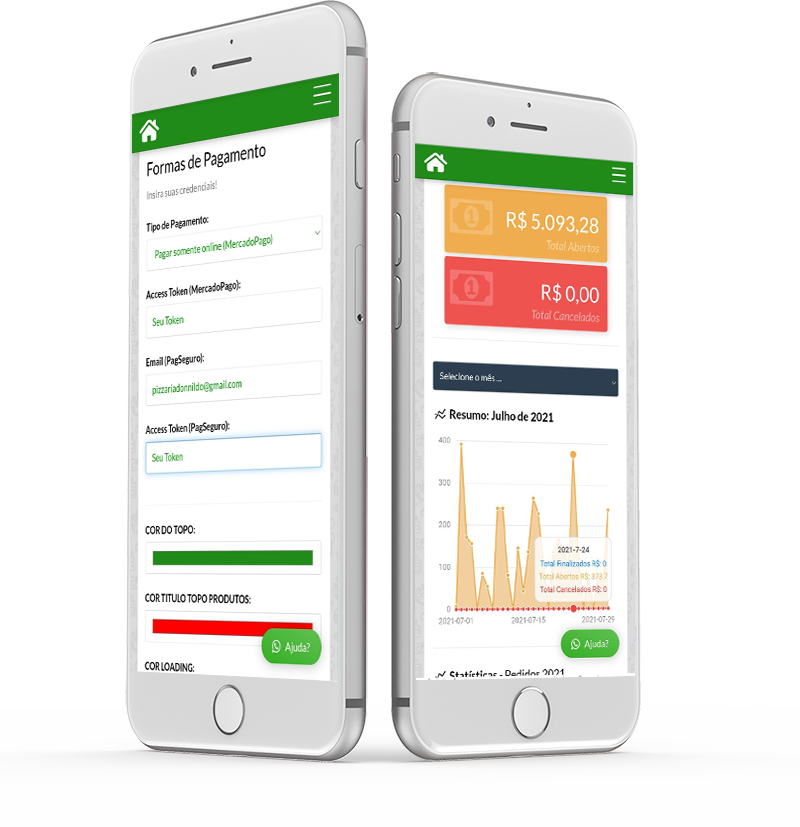 Formas de Pagamento
Insira suas credenciais!
Tipo de Pagamento:
Pagar somente online (MercadoPago)
Access Token (MercadoPago):
Seu Token
Email (PagSeguro):
pizzariadonnildo@gmail.com
Access Token (PagSeguro):
Seu Token
COR DO TOPO:
COR TITULO TOPO PRODUTOS:
Ajuda?
COR LOADING:
R$ 5.093,28
Total Abertos
R$ 0,00
Total Cancelados
Selecione o mês ...
Resumo: Julho de 2021
400
300
200
100
0
2021-7-24
Total Finalizados R$: 0
Total Abertos R$: 373.7
Total Cancelados R$: 0
2021-07-01
2021-07-15
2021-07-29
Ajuda?
Statísticas - Pedidos 2021